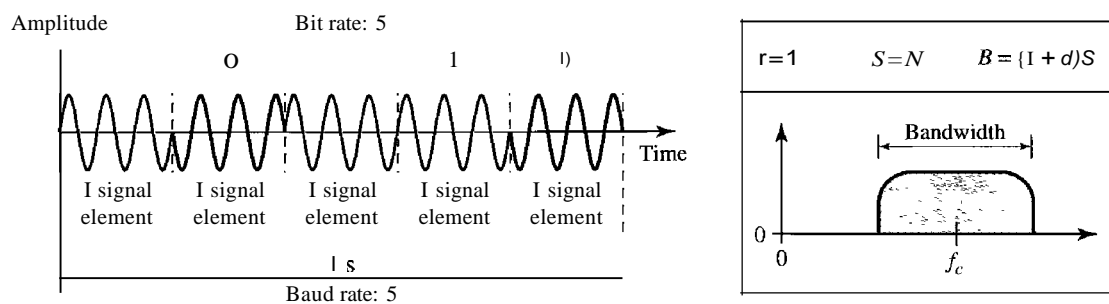 Amplitude
Bit rate: 5
O 1 I)
Time
I signal I signal I signal I signal I signal
element element element element element
I s
Baud rate: 5
r=1 S=N B={I + d)S
Bandwidth
0
0 fc